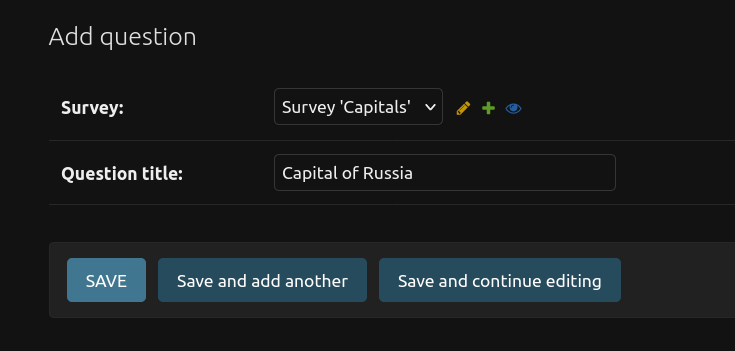 Add question
Survey: Survey 'Capitals'
Question title: Capital of Russia
SAVE Save and add another Save and continue editing